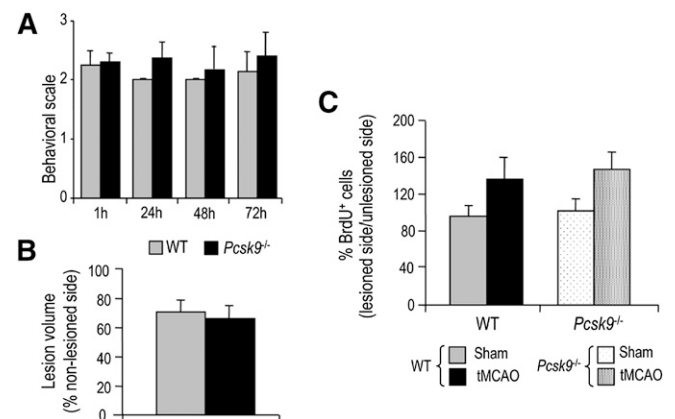 A
Behavioral scale
3
2
1
0
1h 24h 48h 72h
WT Pcsk9-/-
B
Lesion volume
(% non-lesioned side)
100
80
60
40
20
0
C
% BrdU+ cells
(lesioned side/unlesioned side)
200
160
120
80
40
0
WT Pcsk9-/-
WT { Sham
tMCAO
Pcsk9-/- { Sham
tMCAO